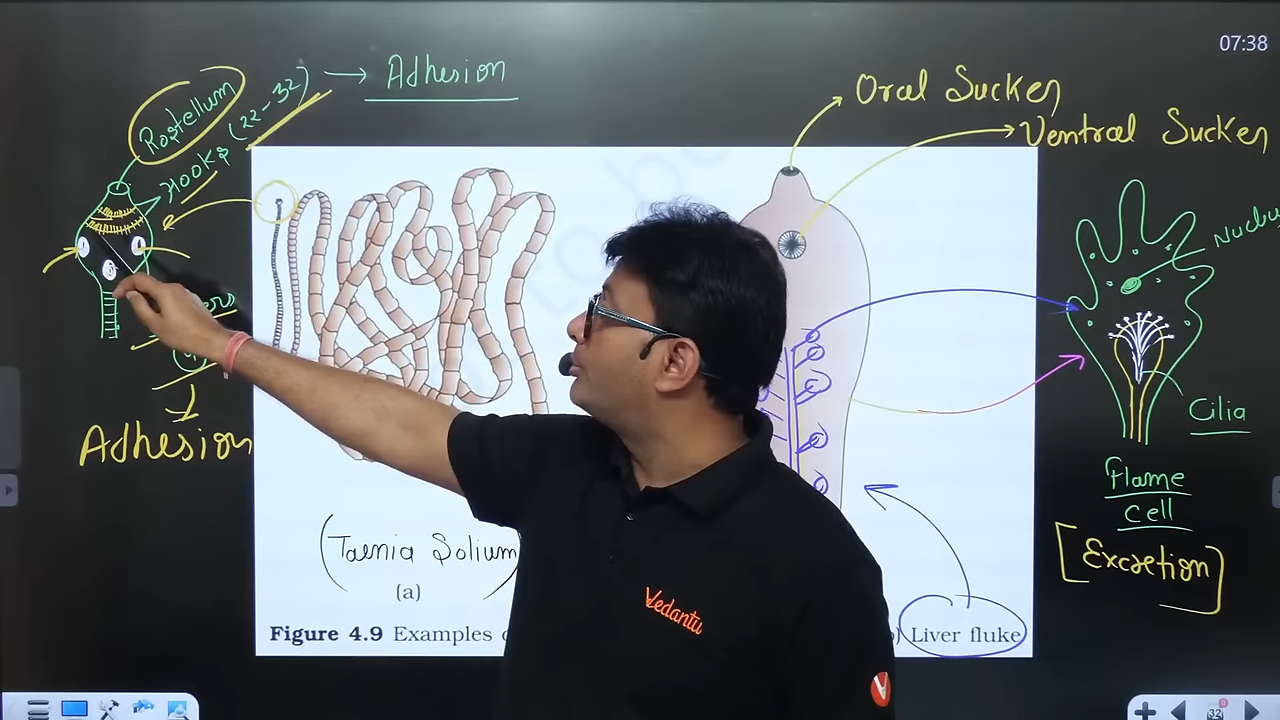 07:38
Rostellum
Hooks (22-32) → Adhesion
Oral Sucker
Ventral Sucker
Nucleus
Adhesion
Cilia
Flame
Cell
[Excretion]
(Taenia Solium)
(a)
Figure 4.9 Examples
Liver fluke
Vedantu
32